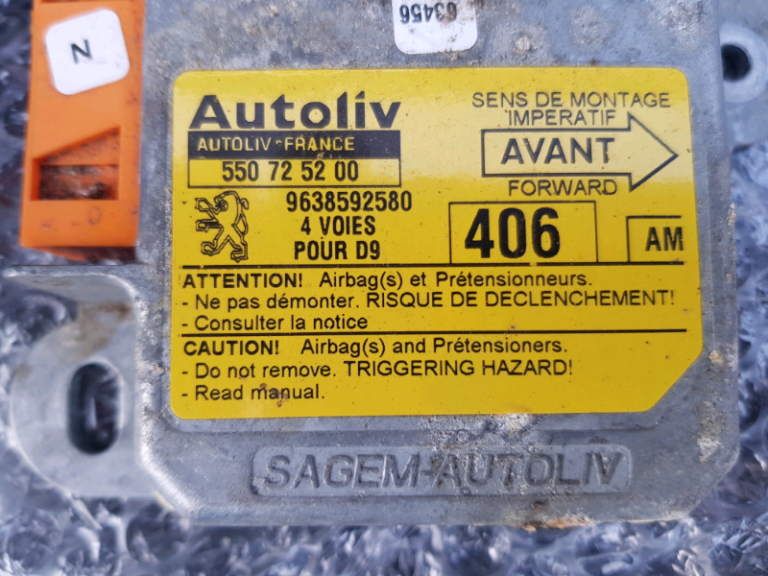 N
63456
Autoliv
AUTOLIV-FRANCE
550 72 52 00
9638592580
4 VOIES
POUR D9
SENS DE MONTAGE
IMPERATIF
AVANT
FORWARD
406
AM
ATTENTION! Airbag(s) et Prétensionneurs.
- Ne pas démonter. RISQUE DE DECLENCHEMENT!
- Consulter la notice
CAUTION! Airbag(s) and Prétensioners.
- Do not remove. TRIGGERING HAZARD!
- Read manual.
SAGEM-AUTOLIV